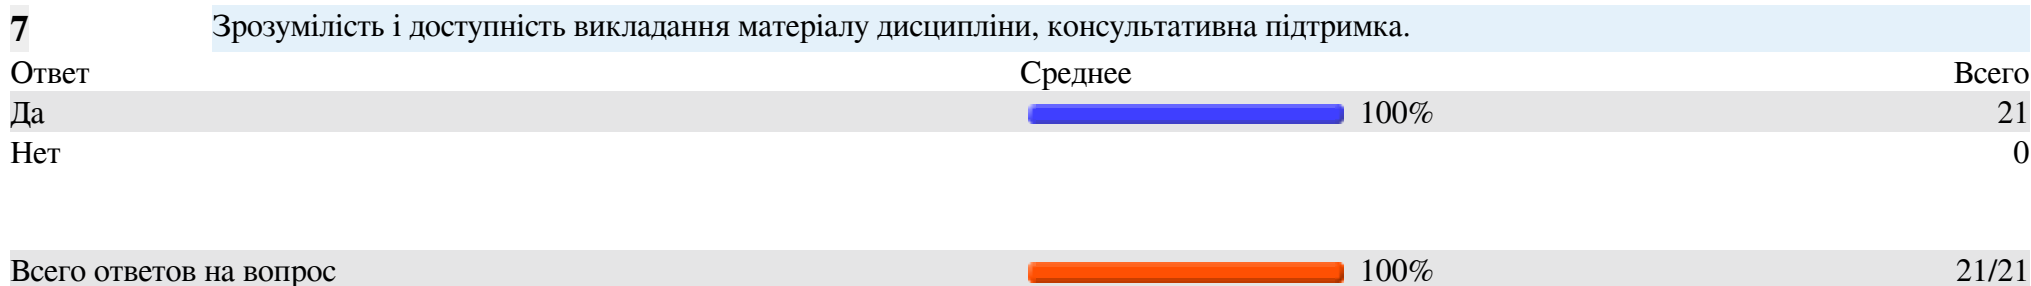 7 Зрозумілість і доступність викладання матеріалу дисципліни, консультативна підтримка.
Ответ Среднее Всего
Да 100% 21
Нет 0
Всего ответов на вопрос 100% 21/21